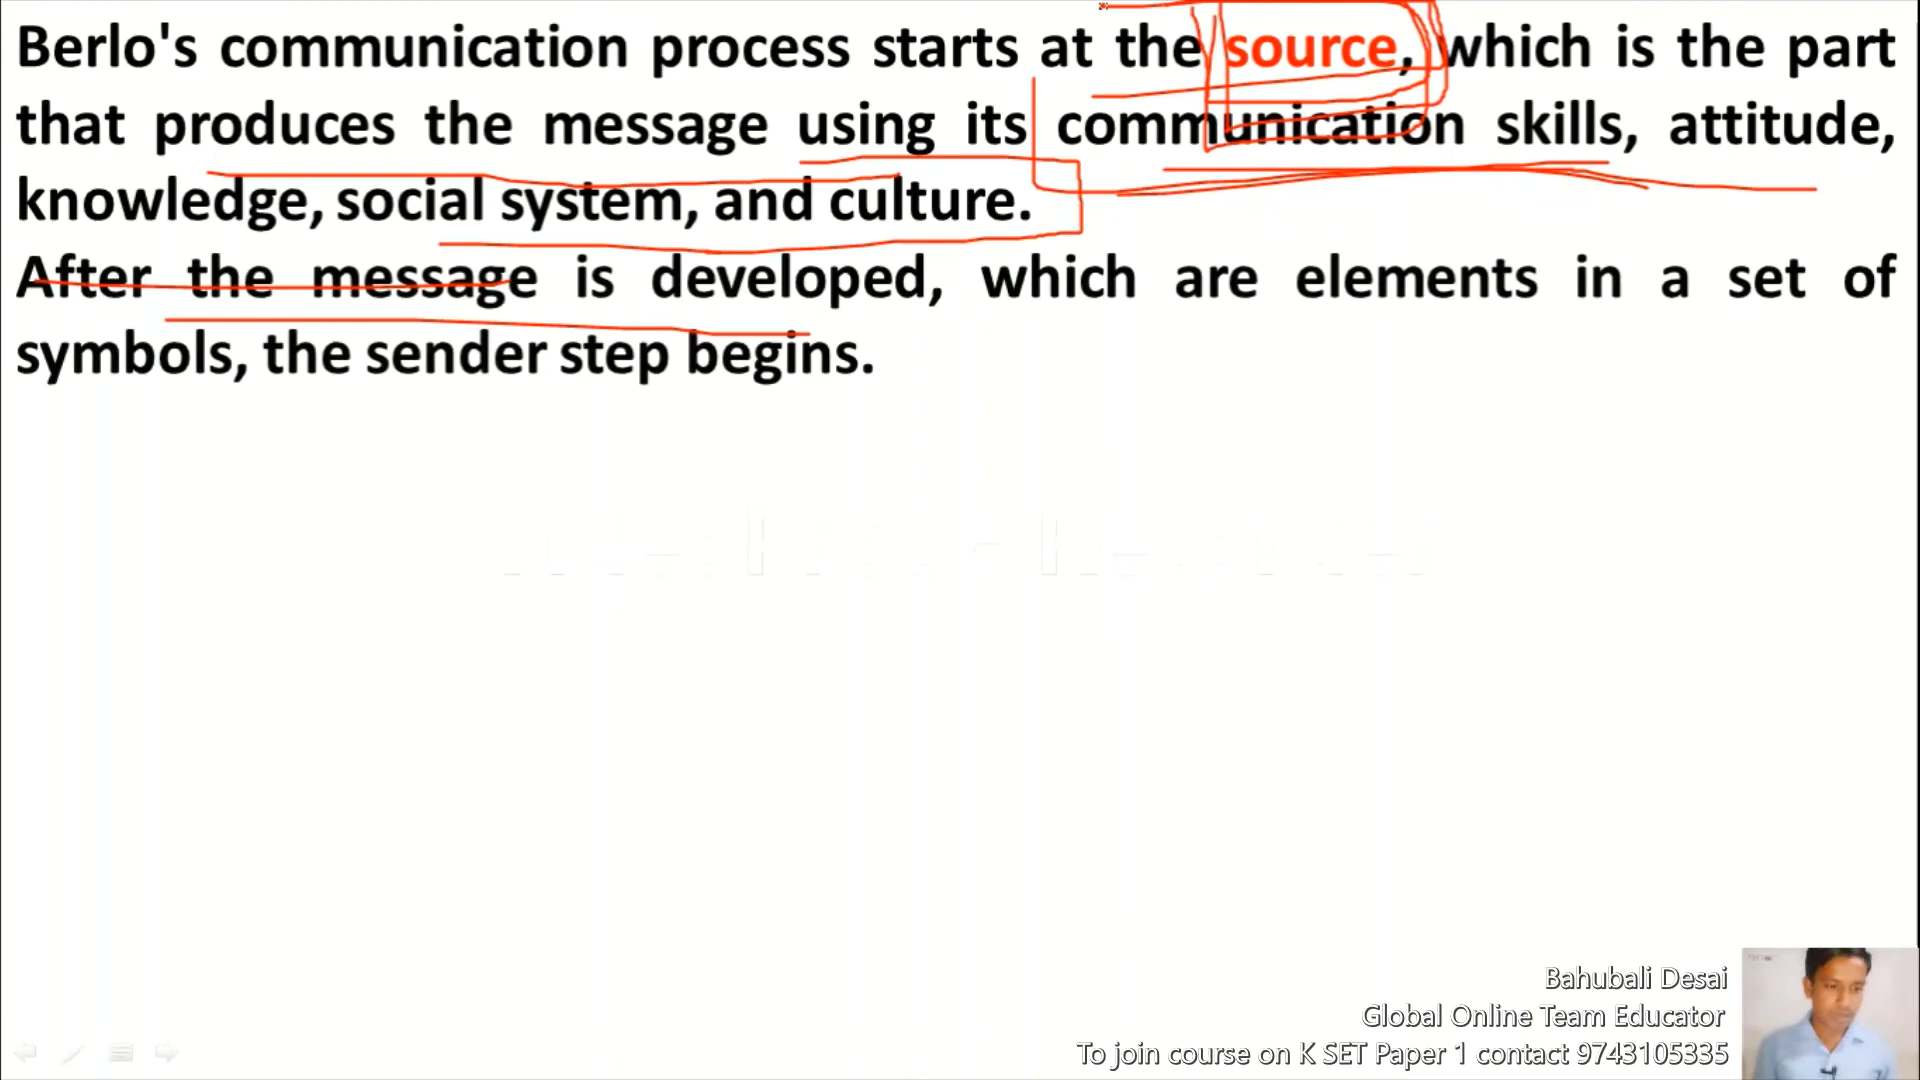 Berlo's communication process starts at the source, which is the part
that produces the message using its communication skills, attitude,
knowledge, social system, and culture.
After the message is developed, which are elements in a set of
symbols, the sender step begins.
Bahubali Desai
Global Online Team Educator
To join course on K SET Paper 1 contact 9743105335